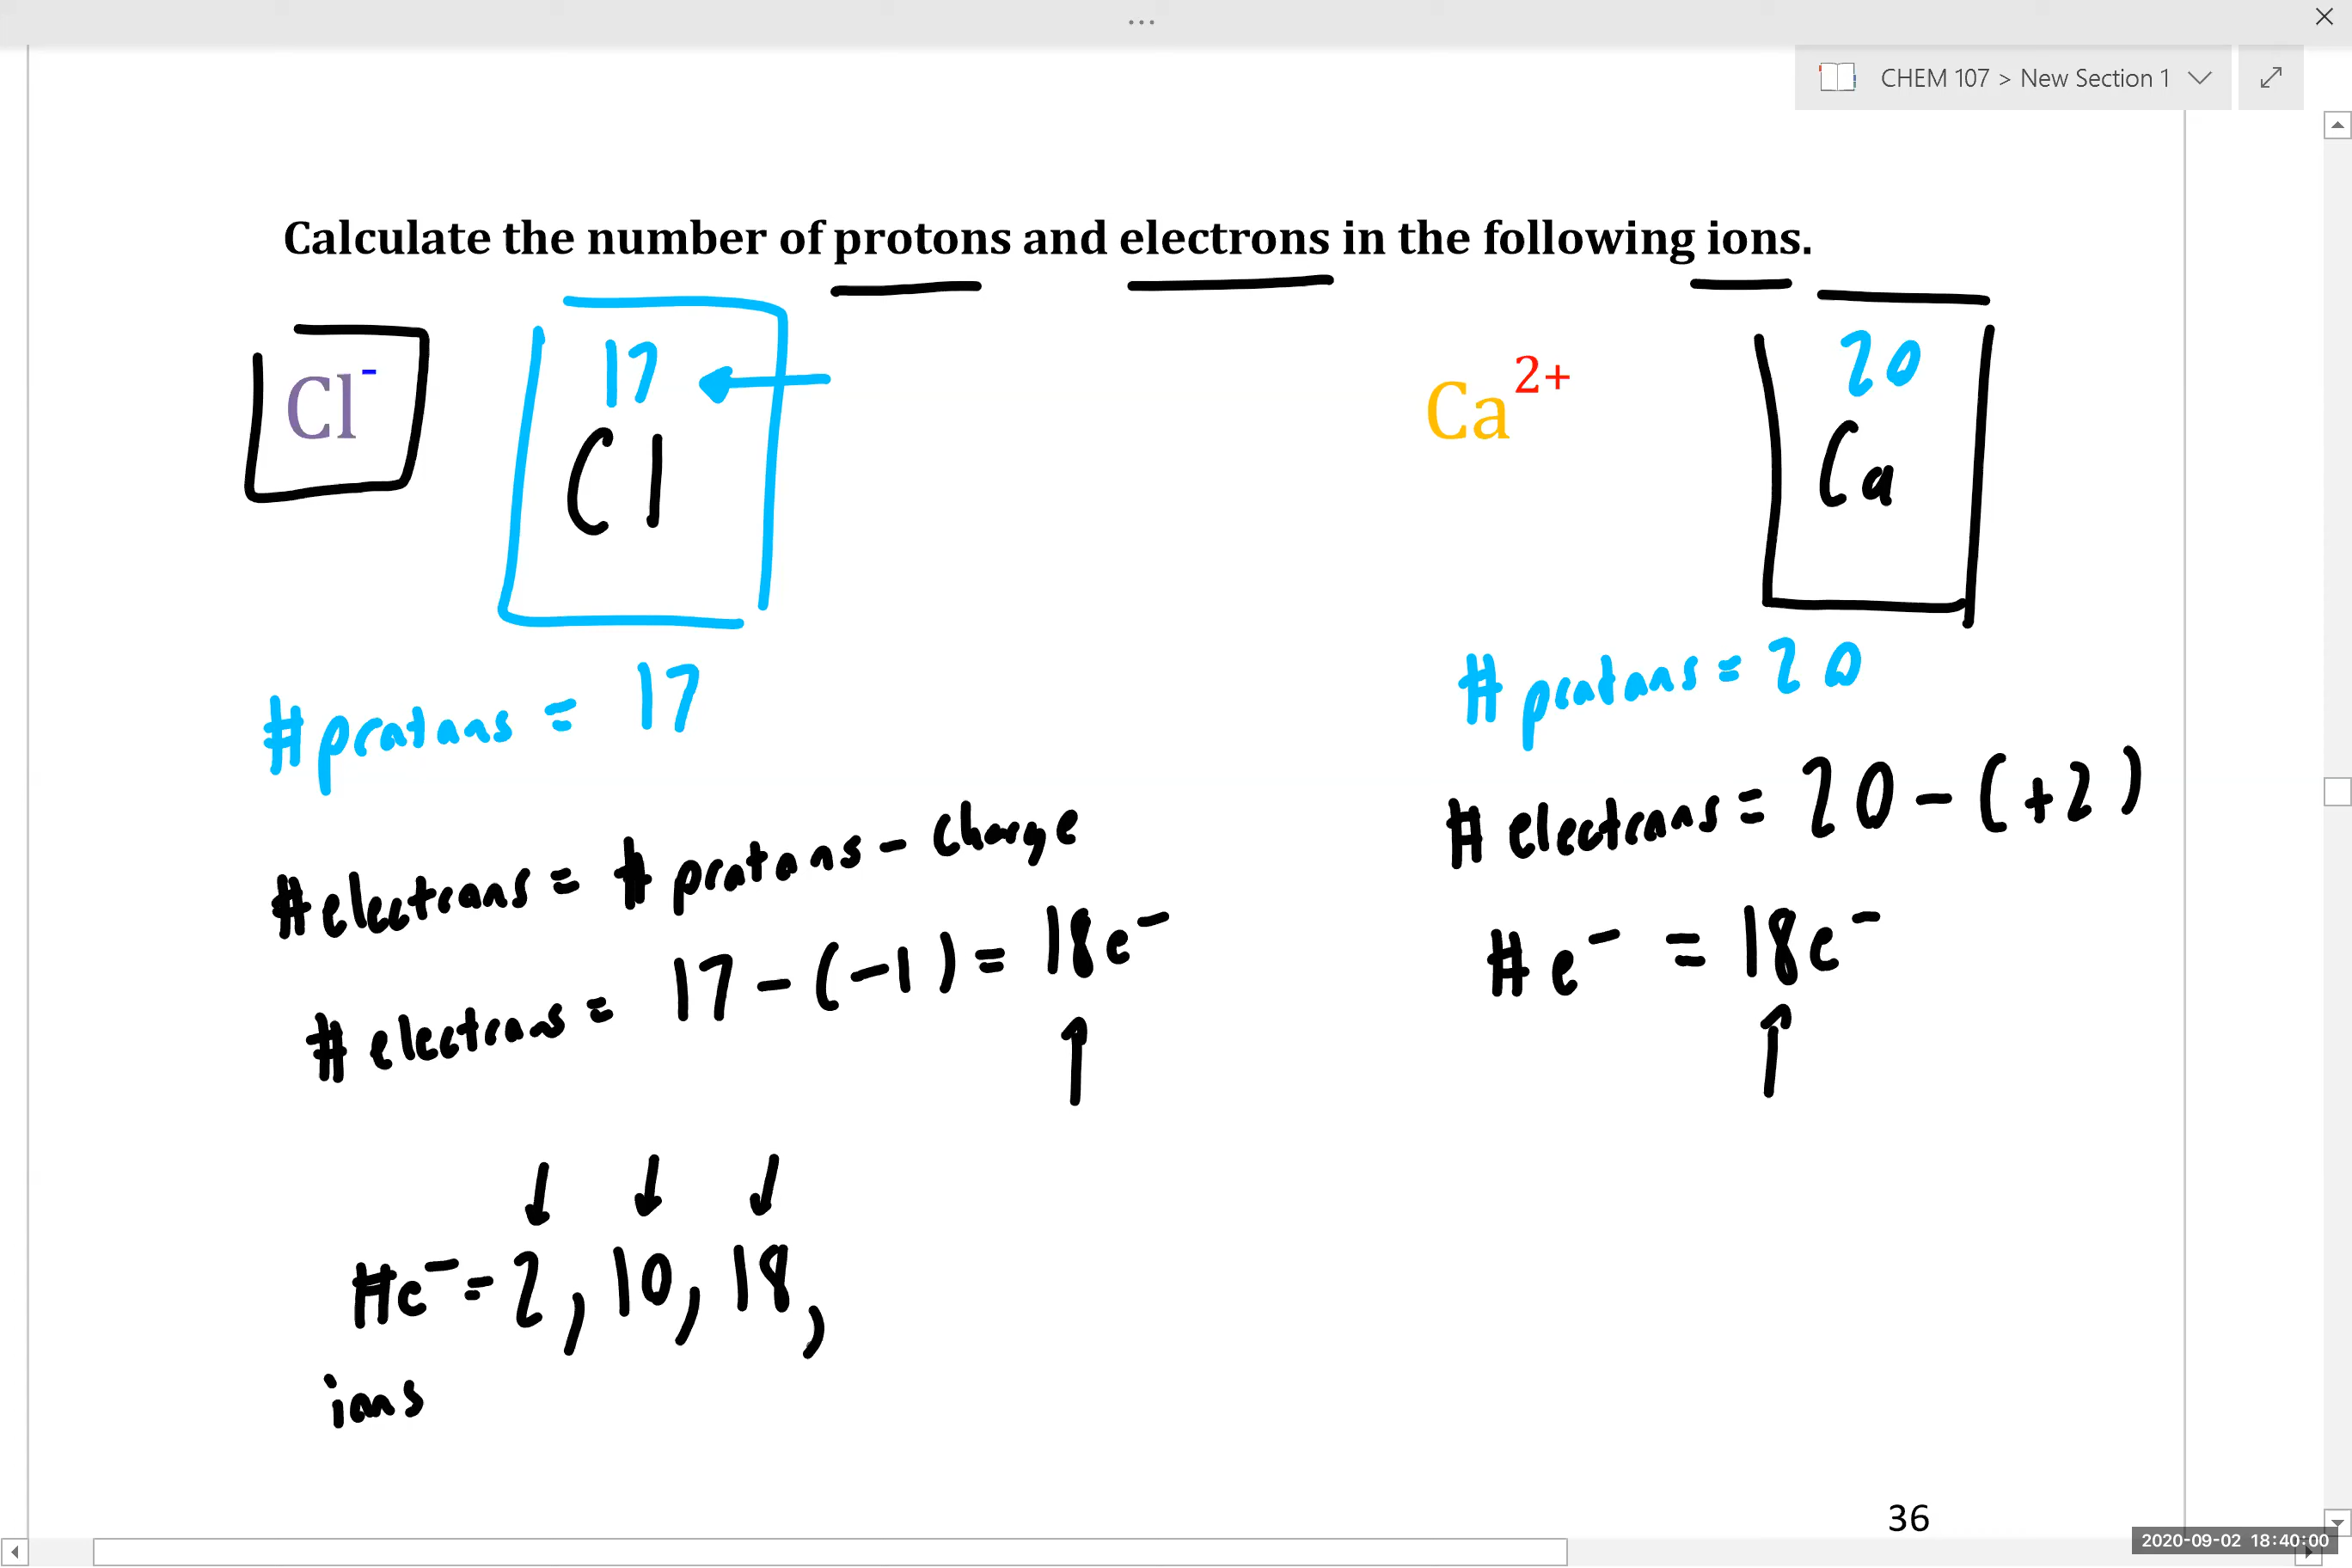 ...
CHEM 107 > New Section 1
Calculate the number of protons and electrons in the following ions.
Cl-
17
Cl
# protons = 17
# electrons = # protons - charge
# electrons = 17 - (-1) = 18e-
# e- = 2, 10, 18,
ions
Ca2+
20
Ca
# protons = 20
# electrons = 20 - (+2)
# e- = 18e-
36
2020-09-02 18:40:00